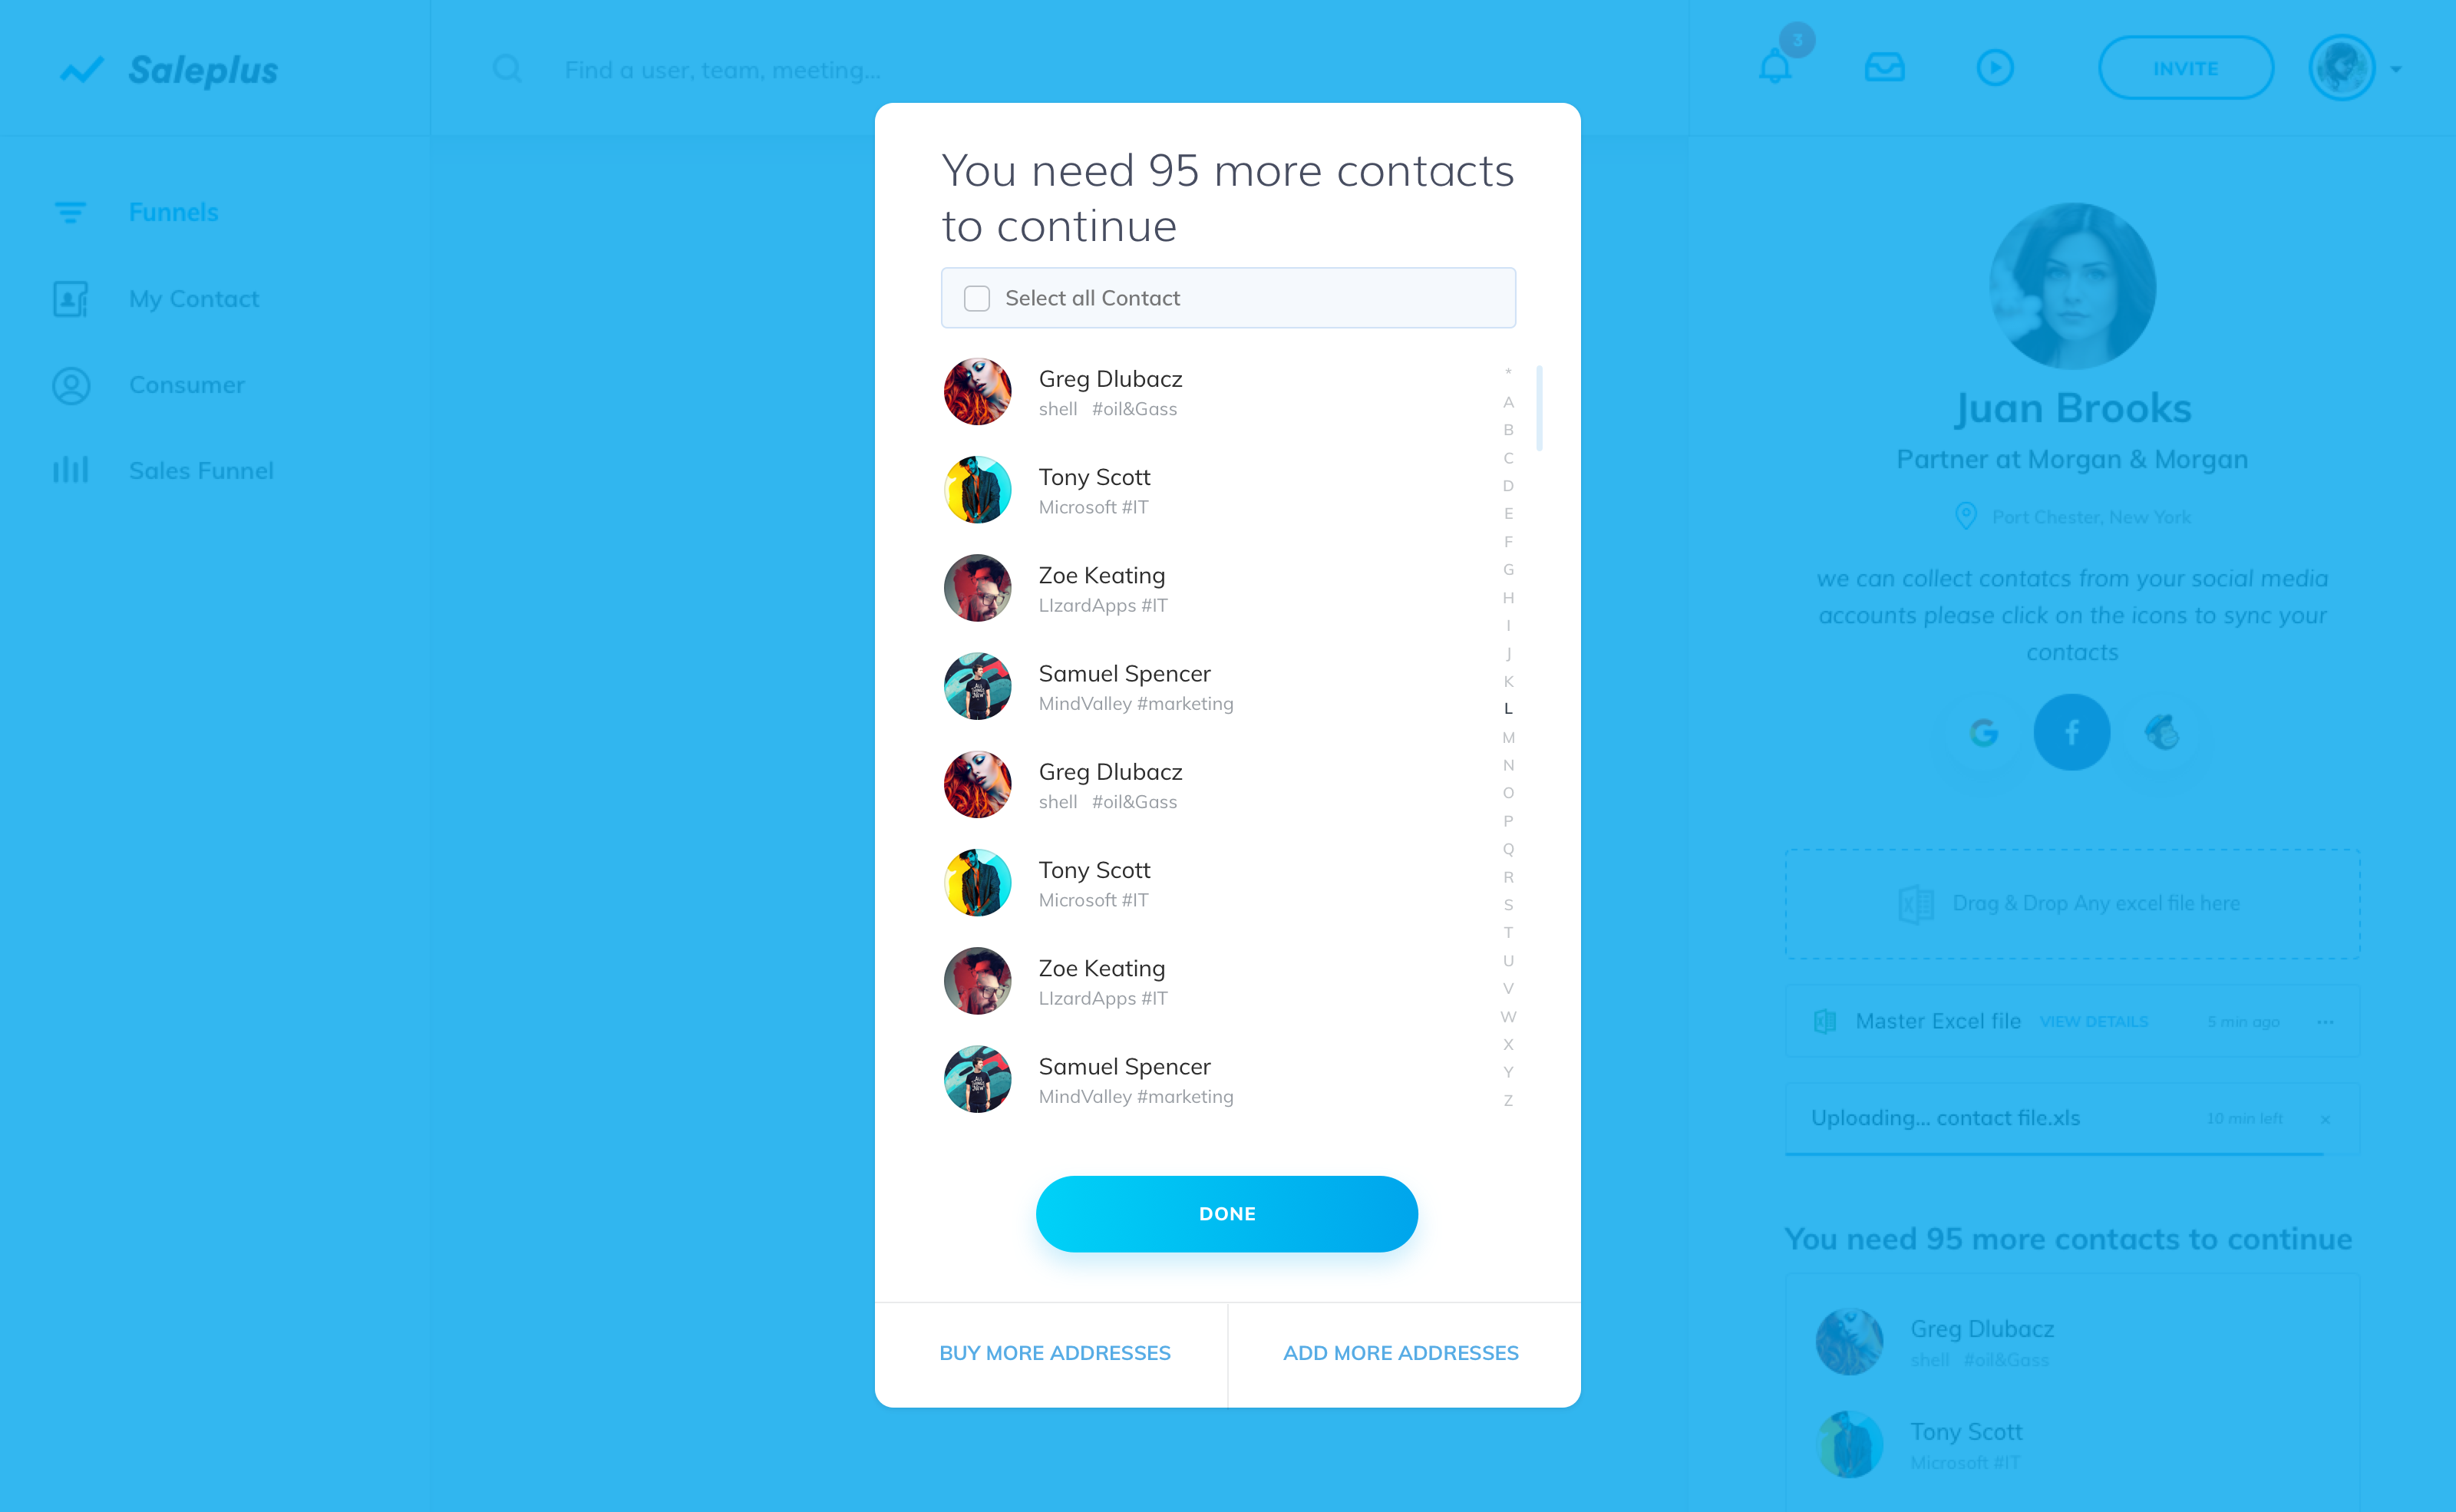 Saleplus
Find a user, team, meeting...
3
INVITE
Funnels
My Contact
Consumer
Sales Funnel
You need 95 more contacts
to continue
Select all Contact
Greg Dlubacz
shell #oil&Gass
Tony Scott
Microsoft #IT
Zoe Keating
LIzardApps #IT
Samuel Spencer
MindValley #marketing
Greg Dlubacz
shell #oil&Gass
Tony Scott
Microsoft #IT
Zoe Keating
LIzardApps #IT
Samuel Spencer
MindValley #marketing
*
A
B
C
D
E
F
G
H
I
J
K
L
M
N
O
P
Q
R
S
T
U
V
W
X
Y
Z
DONE
BUY MORE ADDRESSES
ADD MORE ADDRESSES
Juan Brooks
Partner at Morgan & Morgan
Port Chester, New York
we can collect contatcs from your social media
accounts please click on the icons to sync your
contacts
Drag & Drop Any excel file here
Master Excel file VIEW DETAILS 5 min ago ...
Uploading... contact file.xls 10 min left ×
You need 95 more contacts to continue
Greg Dlubacz
shell #oil&Gass
Tony Scott
Microsoft #IT